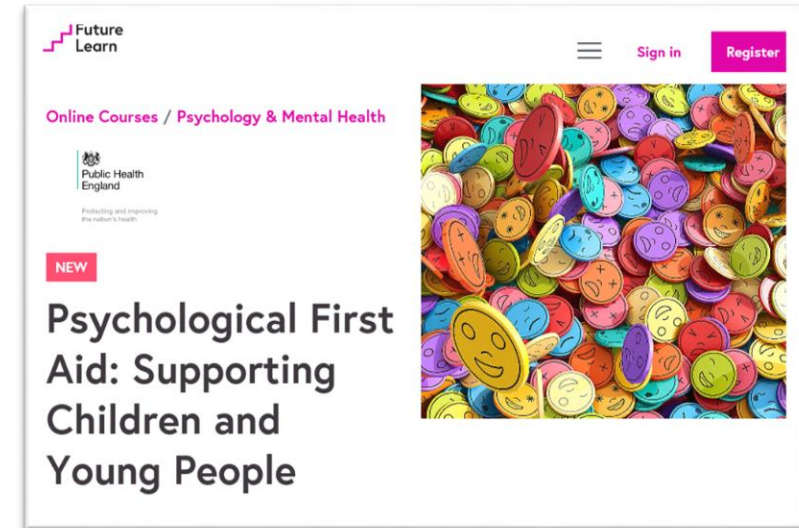 Future
Learn
Sign in
Register
Online Courses / Psychology & Mental Health
Public Health
England
Protecting and improving
the nation's health
NEW
Psychological First
Aid: Supporting
Children and
Young People